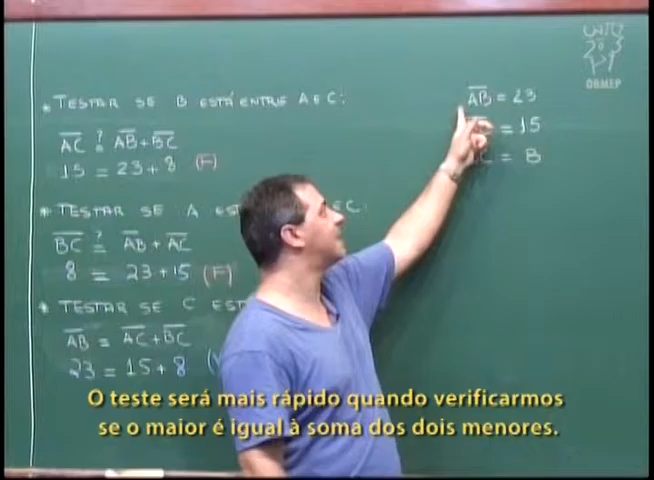 * TESTAR SE B ESTÁ ENTRE A E C:
AC ?= AB + BC
15 = 23 + 8 (F)
* TESTAR SE A ES E C:
BC ?= AB + AC
8 = 23 + 15 (F)
* TESTAR SE C EST
AB = AC + BC
23 = 15 + 8 (V
AB = 23
= 15
C = 8
OBMEP
O teste será mais rápido quando verificarmos
se o maior é igual à soma dos dois menores.